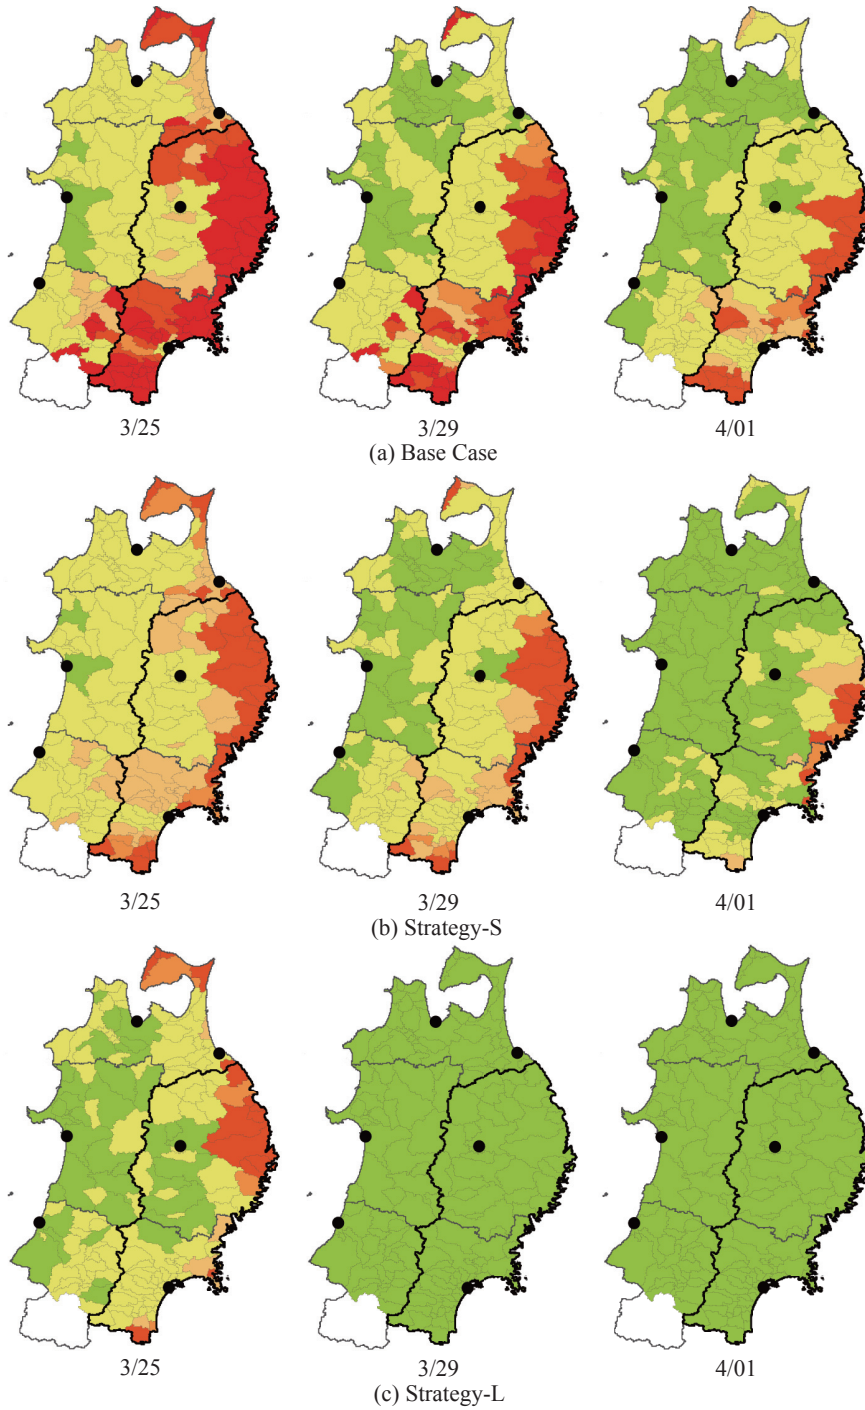 3/25 3/29 4/01
(a) Base Case
3/25 3/29 4/01
(b) Strategy-S
3/25 3/29 4/01
(c) Strategy-L